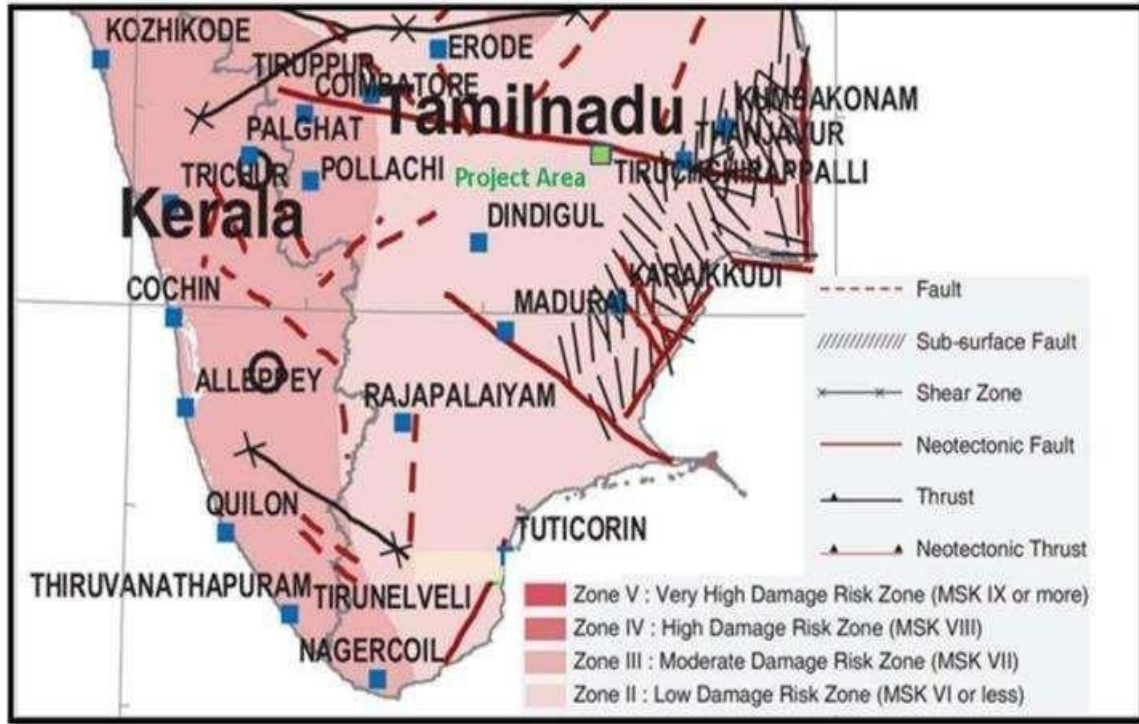 KOZHIKODE
ERODE
TIRUPPUR
COIMBATORE
Tamilnadu
KUMBAKONAM
THANJAVUR
PALGHAT
TRICHUR
POLLACHI
Project Area
TIRUCHCHIRAPPALLI
Kerala
DINDIGUL
COCHIN
KARAIKKUDI
MADURAI
ALLEPPEY
RAJAPALAIYAM
QUILON
TUTICORIN
THIRUVANATHAPURAM
TIRUNELVELI
NAGERCOIL
Fault
Sub-surface Fault
Shear Zone
Neotectonic Fault
Thrust
Neotectonic Thrust
Zone V : Very High Damage Risk Zone (MSK IX or more)
Zone IV : High Damage Risk Zone (MSK VIII)
Zone III : Moderate Damage Risk Zone (MSK VII)
Zone II : Low Damage Risk Zone (MSK VI or less)